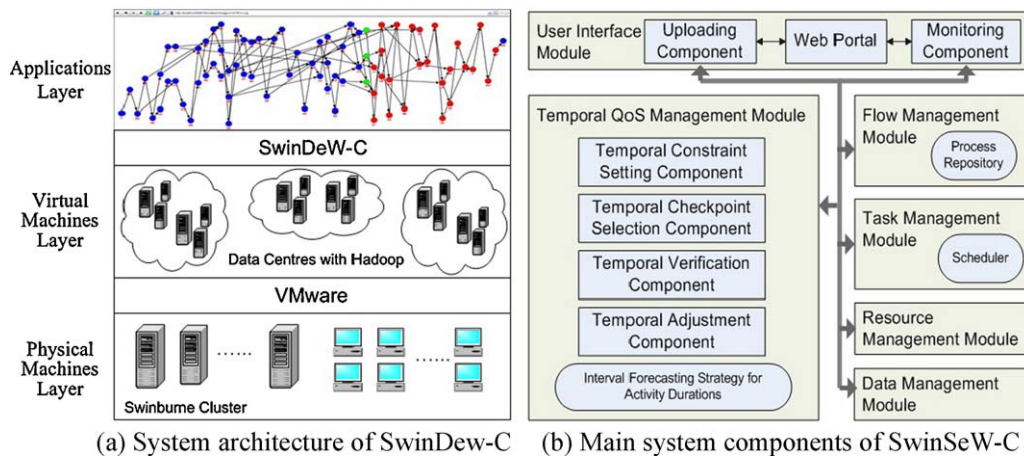 Applications
Layer
SwinDeW-C
Virtual
Machines
Layer
Data Centres with Hadoop
VMware
Physical
Machines
Layer
......
......
Swinburne Cluster
(a) System architecture of SwinDew-C
User Interface
Module
Uploading
Component
Web Portal
Monitoring
Component
Temporal QoS Management Module
Temporal Constraint
Setting Component
Temporal Checkpoint
Selection Component
Temporal Verification
Component
Temporal Adjustment
Component
Interval Forecasting Strategy for
Activity Durations
Flow Management
Module
Process
Repository
Task Management
Module
Scheduler
Resource
Management Module
Data Management
Module
(b) Main system components of SwinSeW-C